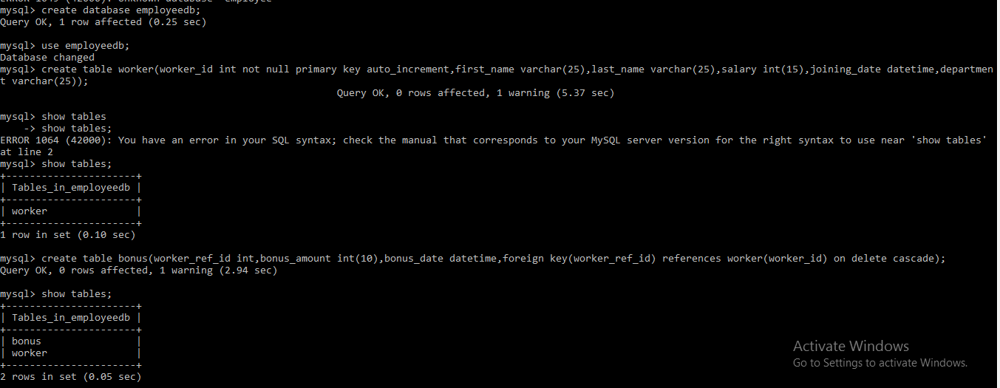 mysql> create database employeedb;
Query OK, 1 row affected (0.25 sec)
mysql> use employeedb;
Database changed
mysql> create table worker(worker_id int not null primary key auto_increment,first_name varchar(25),last_name varchar(25),salary int(15),joining_date datetime,departmen
t varchar(25));
Query OK, 0 rows affected, 1 warning (5.37 sec)
mysql> show tables
    -> show tables;
ERROR 1064 (42000): You have an error in your SQL syntax; check the manual that corresponds to your MySQL server version for the right syntax to use near 'show tables'
at line 2
mysql> show tables;
+----------------------+
| Tables_in_employeedb |
+----------------------+
| worker               |
+----------------------+
1 row in set (0.10 sec)
mysql> create table bonus(worker_ref_id int,bonus_amount int(10),bonus_date datetime,foreign key(worker_ref_id) references worker(worker_id) on delete cascade);
Query OK, 0 rows affected, 1 warning (2.94 sec)
mysql> show tables;
+----------------------+
| Tables_in_employeedb |
+----------------------+
| bonus                |
| worker               |
+----------------------+
2 rows in set (0.05 sec)
Activate Windows
Go to Settings to activate Windows.